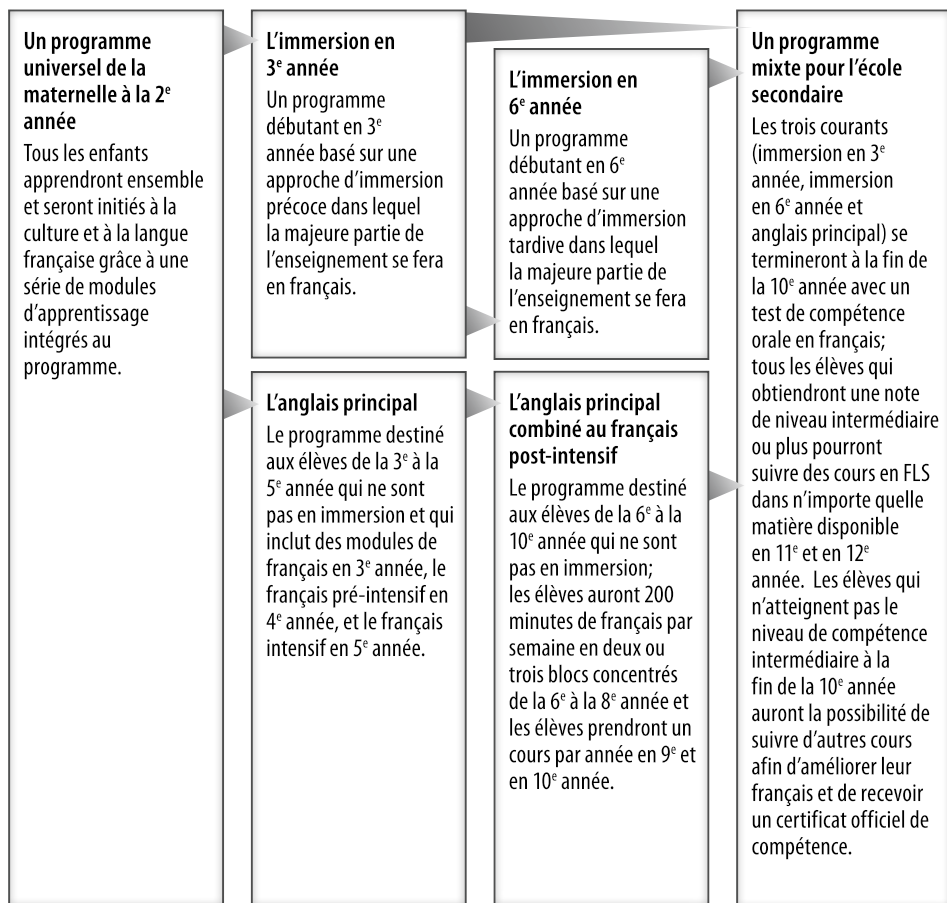 Un programme
universel de la
maternelle à la 2e
année
Tous les enfants
apprendront ensemble
et seront initiés à la
culture et à la langue
française grâce à une
série de modules
d'apprentissage
intégrés au
programme.
L'immersion en
3e année
Un programme
débutant en 3e
année basé sur une
approche d'immersion
précoce dans lequel
la majeure partie de
l'enseignement se fera
en français.
L'anglais principal
Le programme destiné
aux élèves de la 3e à la
5e année qui ne sont
pas en immersion et qui
inclut des modules de
français en 3e année, le
français pré-intensif en
4e année, et le français
intensif en 5e année.
L'immersion en
6e année
Un programme
débutant en 6e
année basé sur une
approche d'immersion
tardive dans lequel
la majeure partie de
l'enseignement se fera
en français.
L'anglais principal
combiné au français
post-intensif
Le programme destiné
aux élèves de la 6e à la
10e année qui ne sont
pas en immersion;
les élèves auront 200
minutes de français par
semaine en deux ou
trois blocs concentrés
de la 6e à la 8e année et
les élèves prendront un
cours par année en 9e et
en 10e année.
Un programme
mixte pour l'école
secondaire
Les trois courants
(immersion en 3e
année, immersion
en 6e année et
anglais principal) se
termineront à la fin de
la 10e année avec un
test de compétence
orale en français;
tous les élèves qui
obtiendront une note
de niveau intermédiaire
ou plus pourront
suivre des cours en FLS
dans n'importe quelle
matière disponible
en 11e et en 12e
année. Les élèves qui
n'atteignent pas le
niveau de compétence
intermédiaire à la
fin de la 10e année
auront la possibilité de
suivre d'autres cours
afin d'améliorer leur
français et de recevoir
un certificat officiel de
compétence.